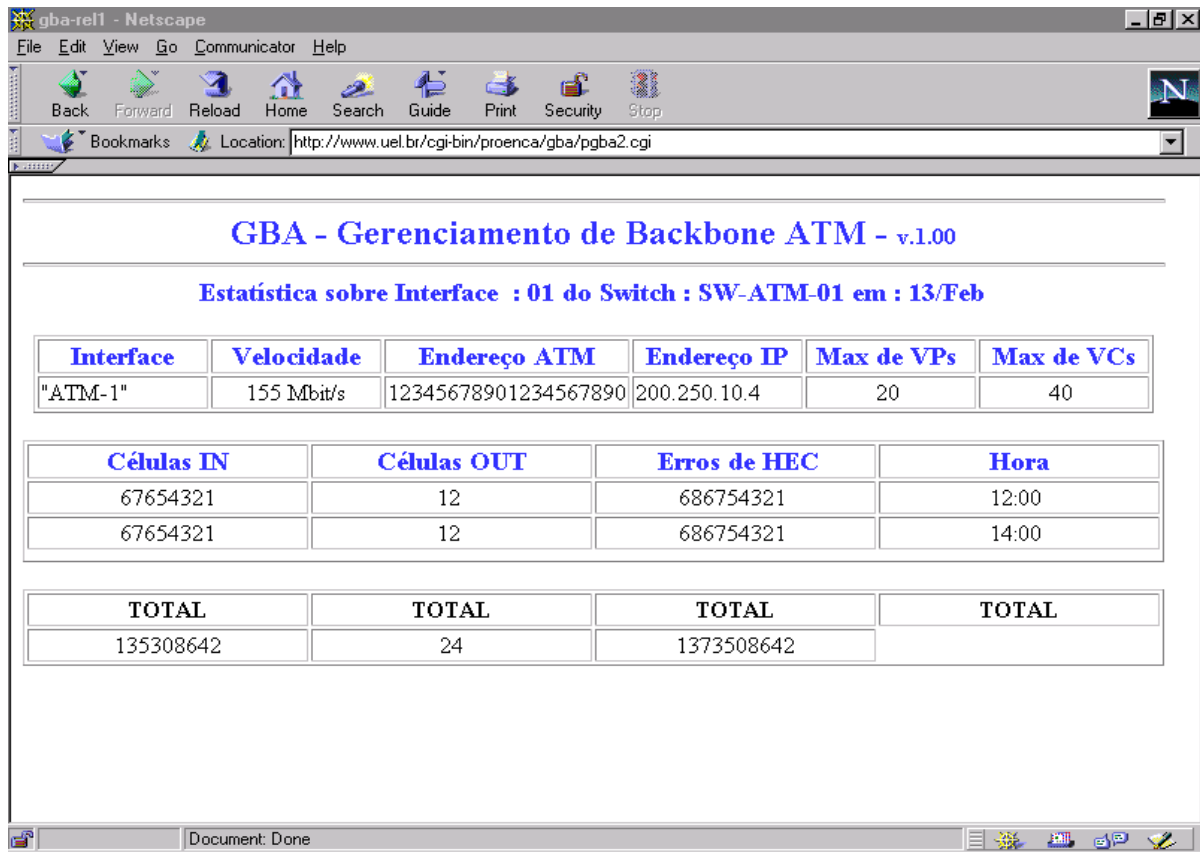 gba-rel1 - Netscape
File Edit View Go Communicator Help
Back Forward Reload Home Search Guide Print Security Stop
N
Bookmarks Location: http://www.uel.br/cgi-bin/proenca/gba/pgba2.cgi
GBA - Gerenciamento de Backbone ATM - v.1.00
Estatística sobre Interface : 01 do Switch : SW-ATM-01 em : 13/Feb
Interface Velocidade Endereço ATM Endereço IP Max de VPs Max de VCs
"ATM-1" 155 Mbit/s 12345678901234567890 200.250.10.4 20 40
Células IN Células OUT Erros de HEC Hora
67654321 12 686754321 12:00
67654321 12 686754321 14:00
TOTAL TOTAL TOTAL TOTAL
135308642 24 1373508642
Document: Done